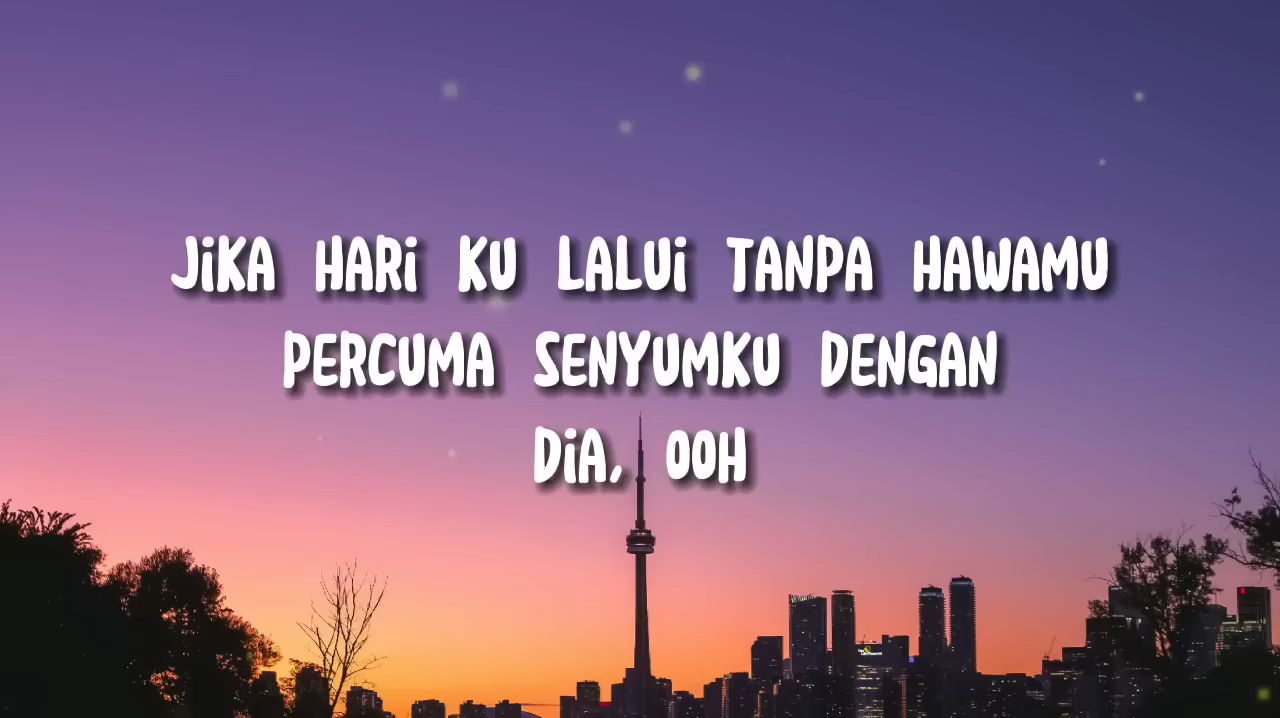 JiKA HARi KU LALUi TANPA HAWAMU
PERCUMA SENYUMKU DENGAN
DiA, OOH